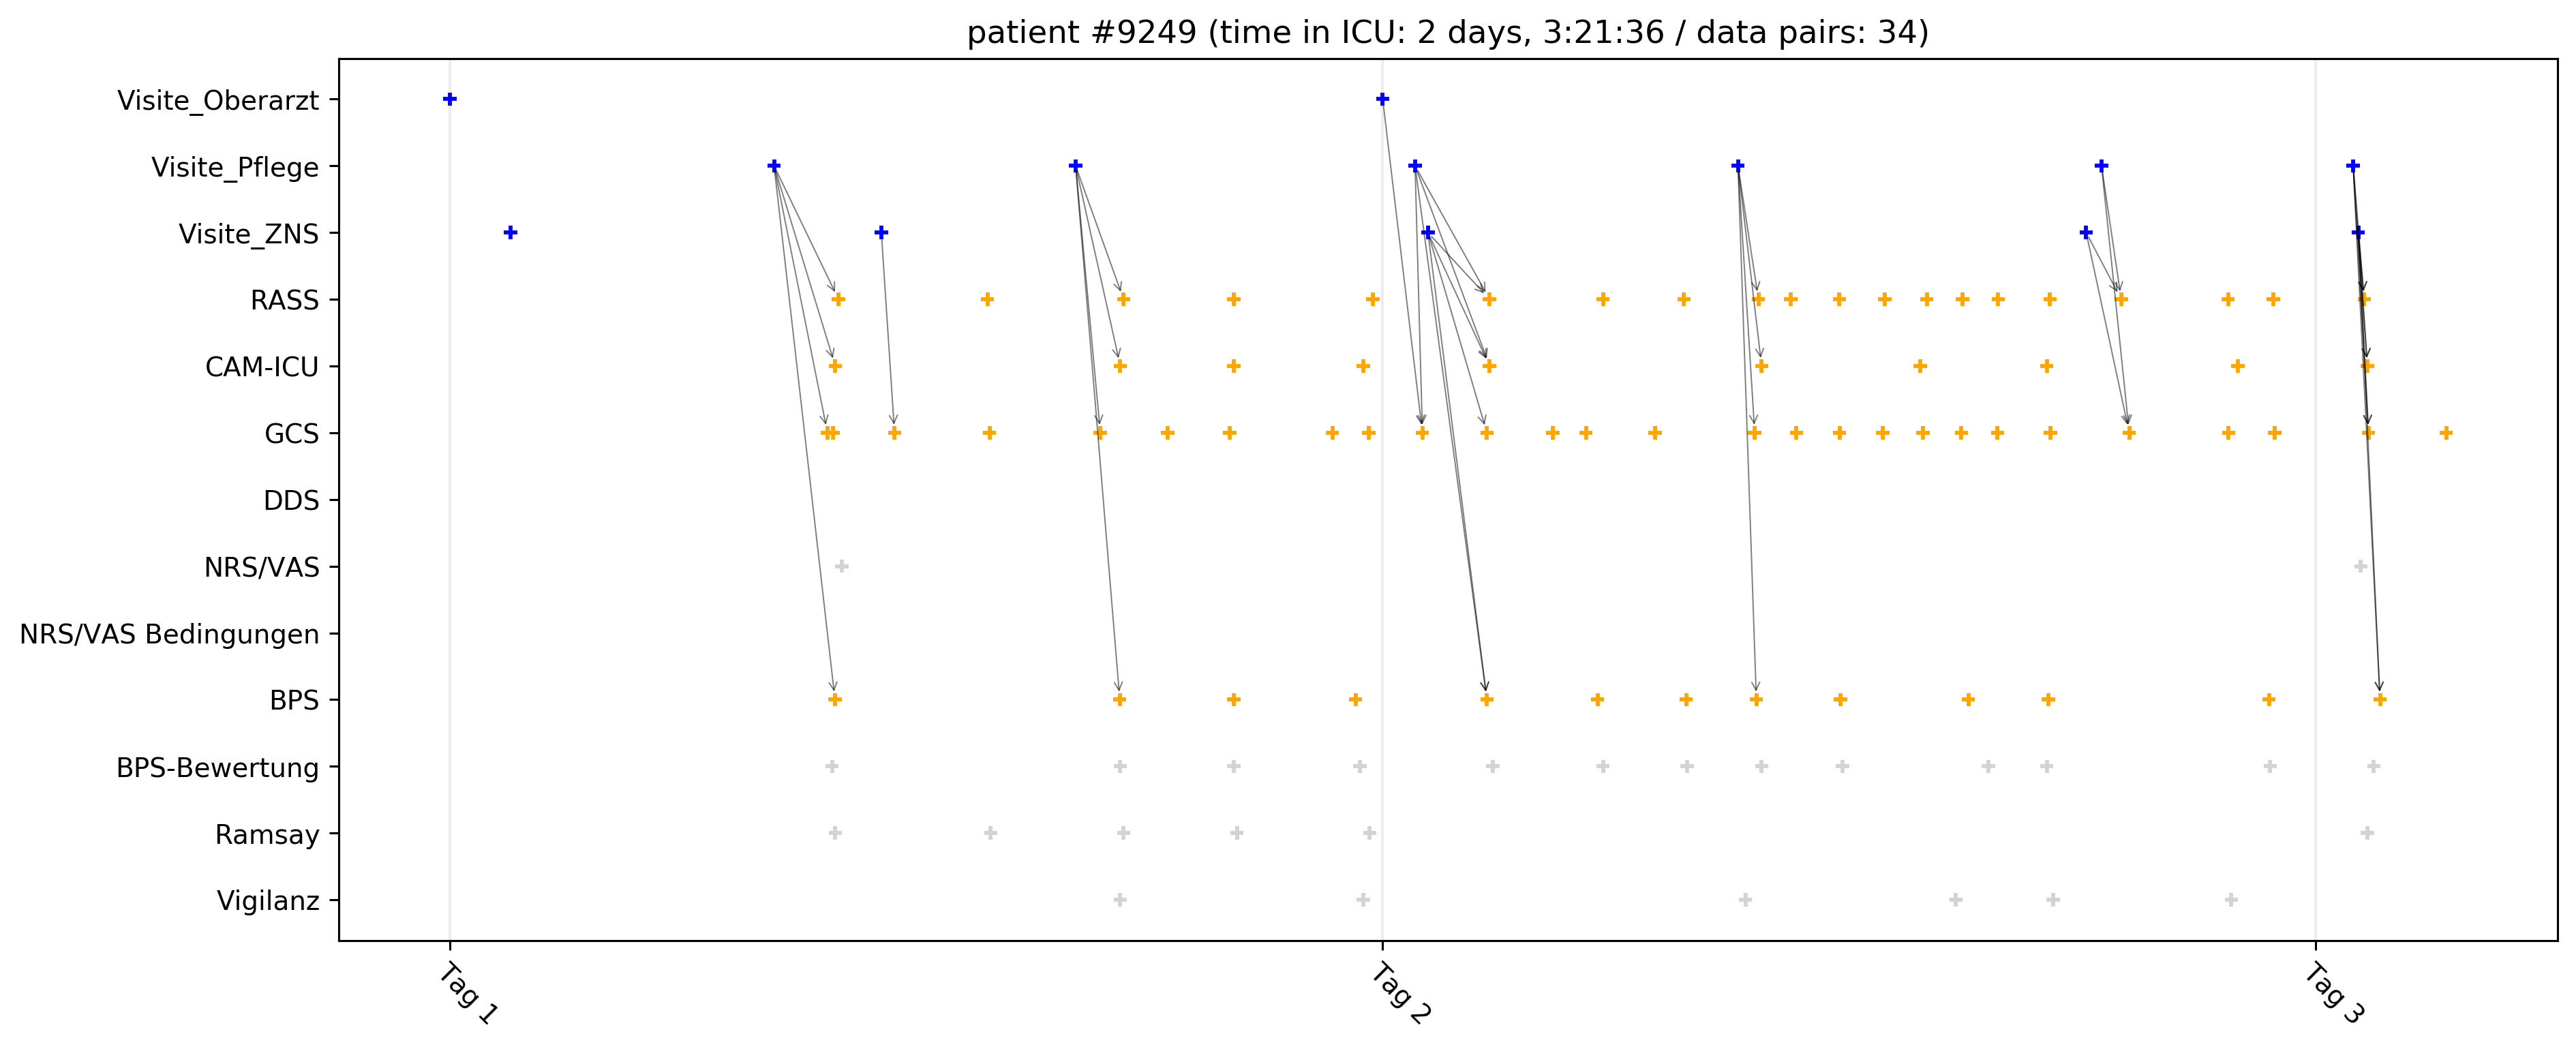 patient #9249 (time in ICU: 2 days, 3:21:36 / data pairs: 34)
Visite_Oberarzt
Visite_Pflege
Visite_ZNS
RASS
CAM-ICU
GCS
DDS
NRS/VAS
NRS/VAS Bedingungen
BPS
BPS-Bewertung
Ramsay
Vigilanz
Tag 1
Tag 2
Tag 3